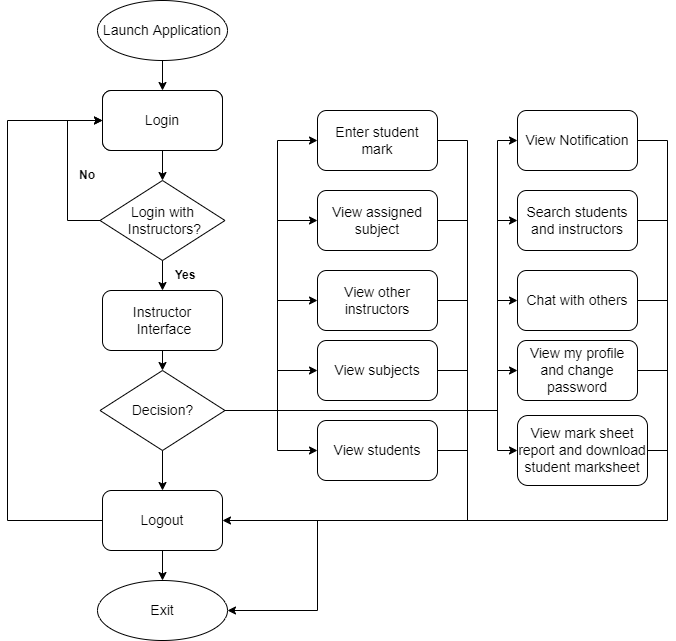 Launch Application
Login
No
Login with
Instructors?
Yes
Instructor
Interface
Decision?
Logout
Exit
Enter student
mark
View assigned
subject
View other
instructors
View subjects
View students
View Notification
Search students
and instructors
Chat with others
View my profile
and change
password
View mark sheet
report and download
student marksheet